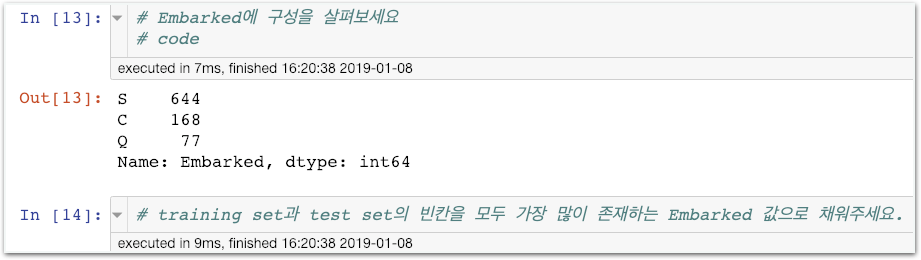 In [13]: # Embarked에 구성을 살펴보세요
# code
executed in 7ms, finished 16:20:38 2019-01-08
Out[13]: S    644
C    168
Q     77
Name: Embarked, dtype: int64
In [14]: # training set과 test set의 빈칸을 모두 가장 많이 존재하는 Embarked 값으로 채워주세요.
executed in 9ms, finished 16:20:38 2019-01-08